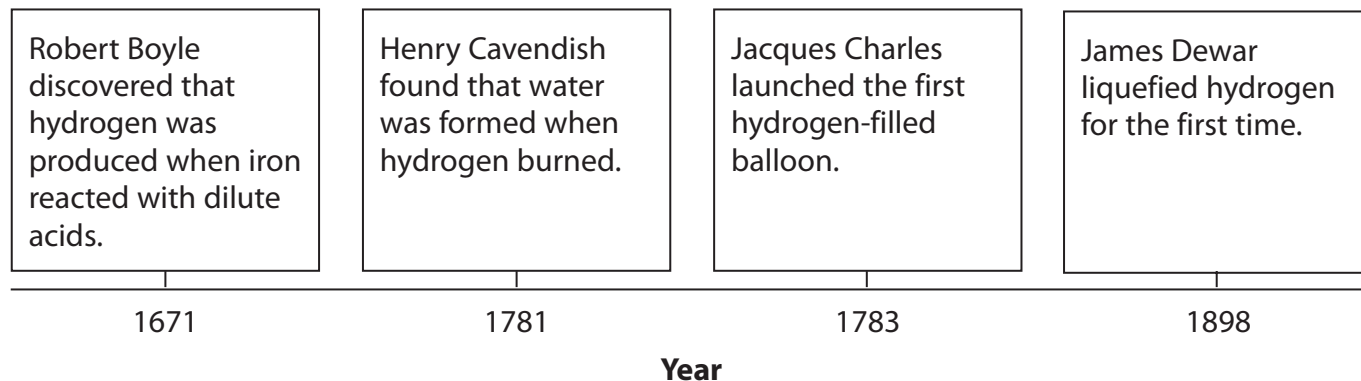 Robert Boyle
discovered that
hydrogen was
produced when iron
reacted with dilute
acids.
Henry Cavendish
found that water
was formed when
hydrogen burned.
Jacques Charles
launched the first
hydrogen-filled
balloon.
James Dewar
liquefied hydrogen
for the first time.
1671
1781
1783
1898
Year